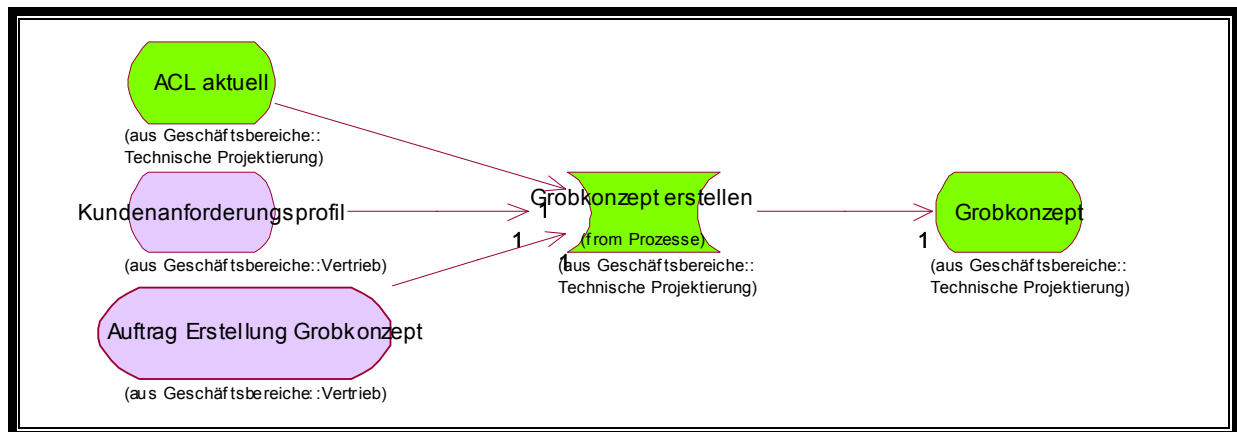 ACL aktuell
(aus Geschäftsbereiche::
Technische Projektierung)
Kundenanforderungsprofil
(aus Geschäftsbereiche::Vertrieb)
Auftrag Erstellung Grobkonzept
(aus Geschäftsbereiche::Vertrieb)
1
1
1
Grobkonzept erstellen
(from Prozesse)
(aus Geschäftsbereiche::
Technische Projektierung)
1
Grobkonzept
(aus Geschäftsbereiche::
Technische Projektierung)